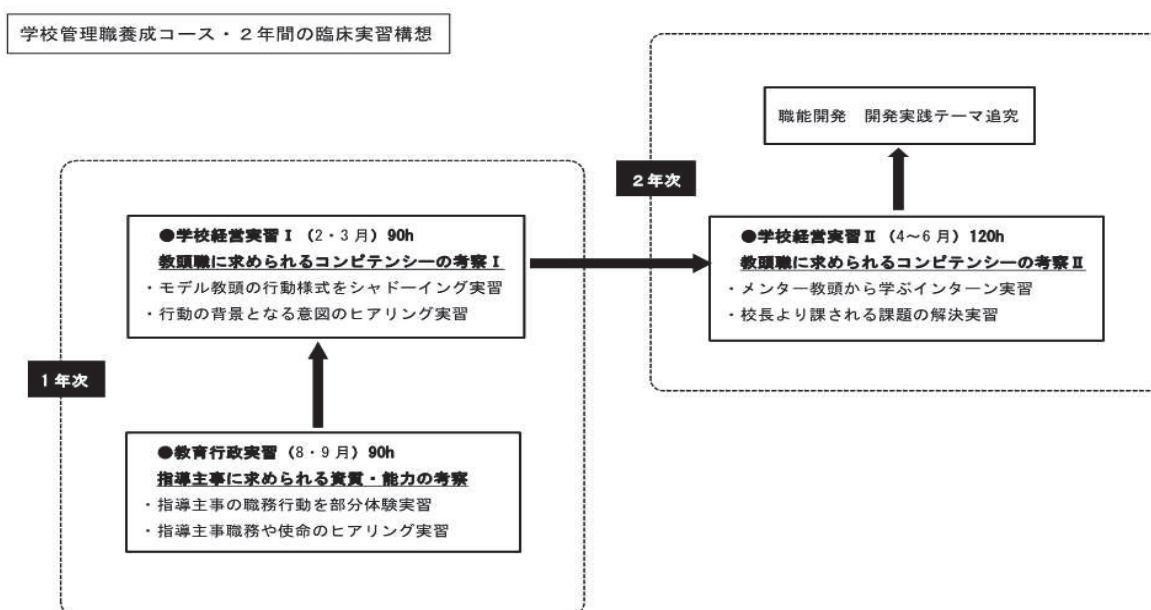 学校管理職養成コース・２年間の臨床実習構想
１年次
●教育行政実習（8・9月）90h
指導主事に求められる資質・能力の考察
・指導主事の職務行動を部分体験実習
・指導主事職務や使命のヒアリング実習
●学校経営実習Ⅰ（2・3月）90h
教頭職に求められるコンピテンシーの考察Ⅰ
・モデル教頭の行動様式をシャドーイング実習
・行動の背景となる意図のヒアリング実習
２年次
●学校経営実習Ⅱ（4～6月）120h
教頭職に求められるコンピテンシーの考察Ⅱ
・メンター教頭から学ぶインターン実習
・校長より課される課題の解決実習
職能開発　開発実践テーマ追究